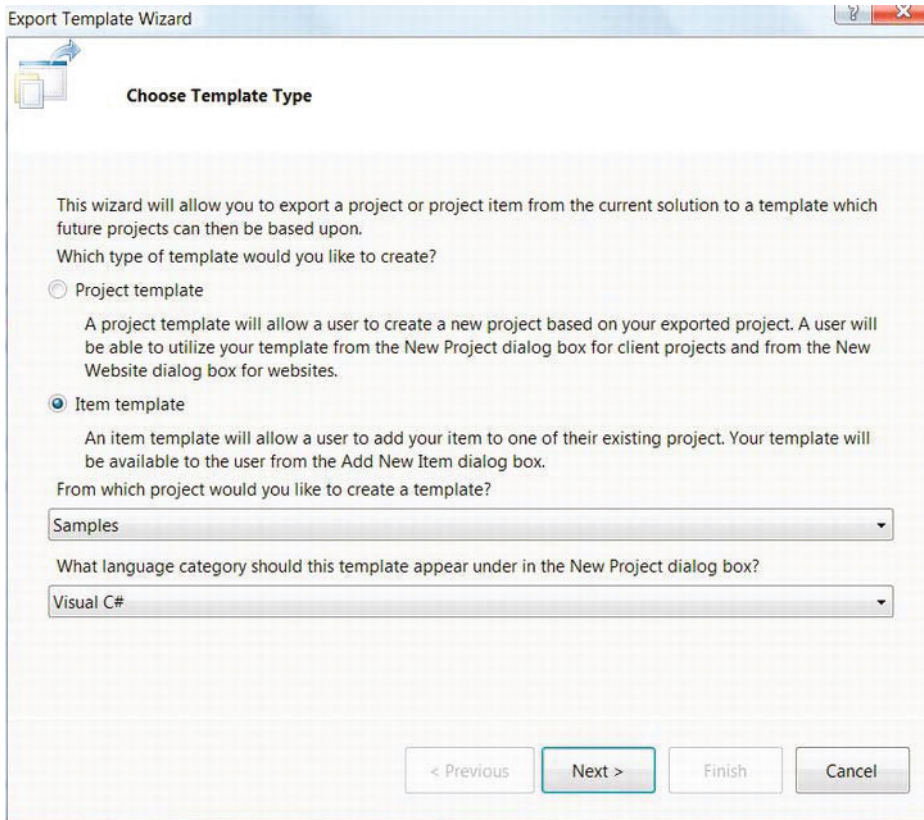 Export Template Wizard
?
Choose Template Type
This wizard will allow you to export a project or project item from the current solution to a template which
future projects can then be based upon.
Which type of template would you like to create?
Project template
A project template will allow a user to create a new project based on your exported project. A user will
be able to utilize your template from the New Project dialog box for client projects and from the New
Website dialog box for websites.
Item template
An item template will allow a user to add your item to one of their existing project. Your template will
be available to the user from the Add New Item dialog box.
From which project would you like to create a template?
Samples
What language category should this template appear under in the New Project dialog box?
Visual C#
< Previous Next > Finish Cancel